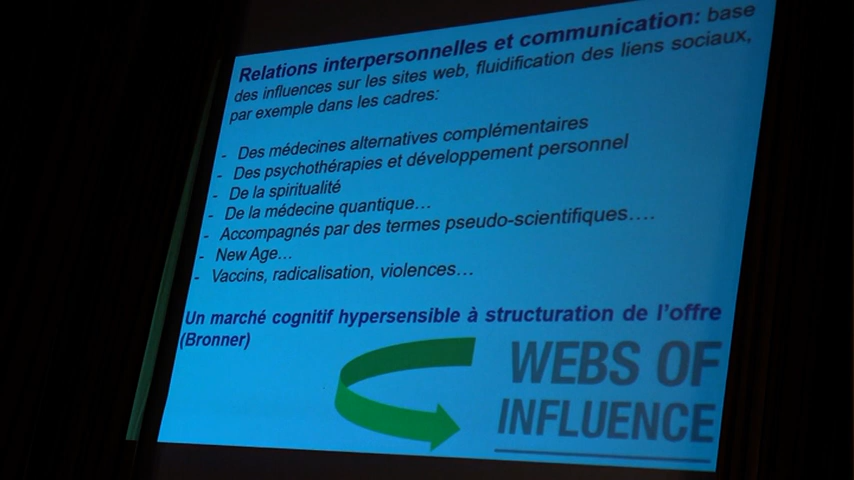 Relations interpersonnelles et communication: base
des influences sur les sites web, fluidification des liens sociaux,
par exemple dans les cadres:
- Des médecines alternatives complémentaires
- Des psychothérapies et développement personnel
- De la spiritualité
- De la médecine quantique…
- Accompagnés par des termes pseudo-scientifiques….
- New Age…
- Vaccins, radicalisation, violences…
Un marché cognitif hypersensible à structuration de l'offre
(Bronner)
WEBS OF
INFLUENCE